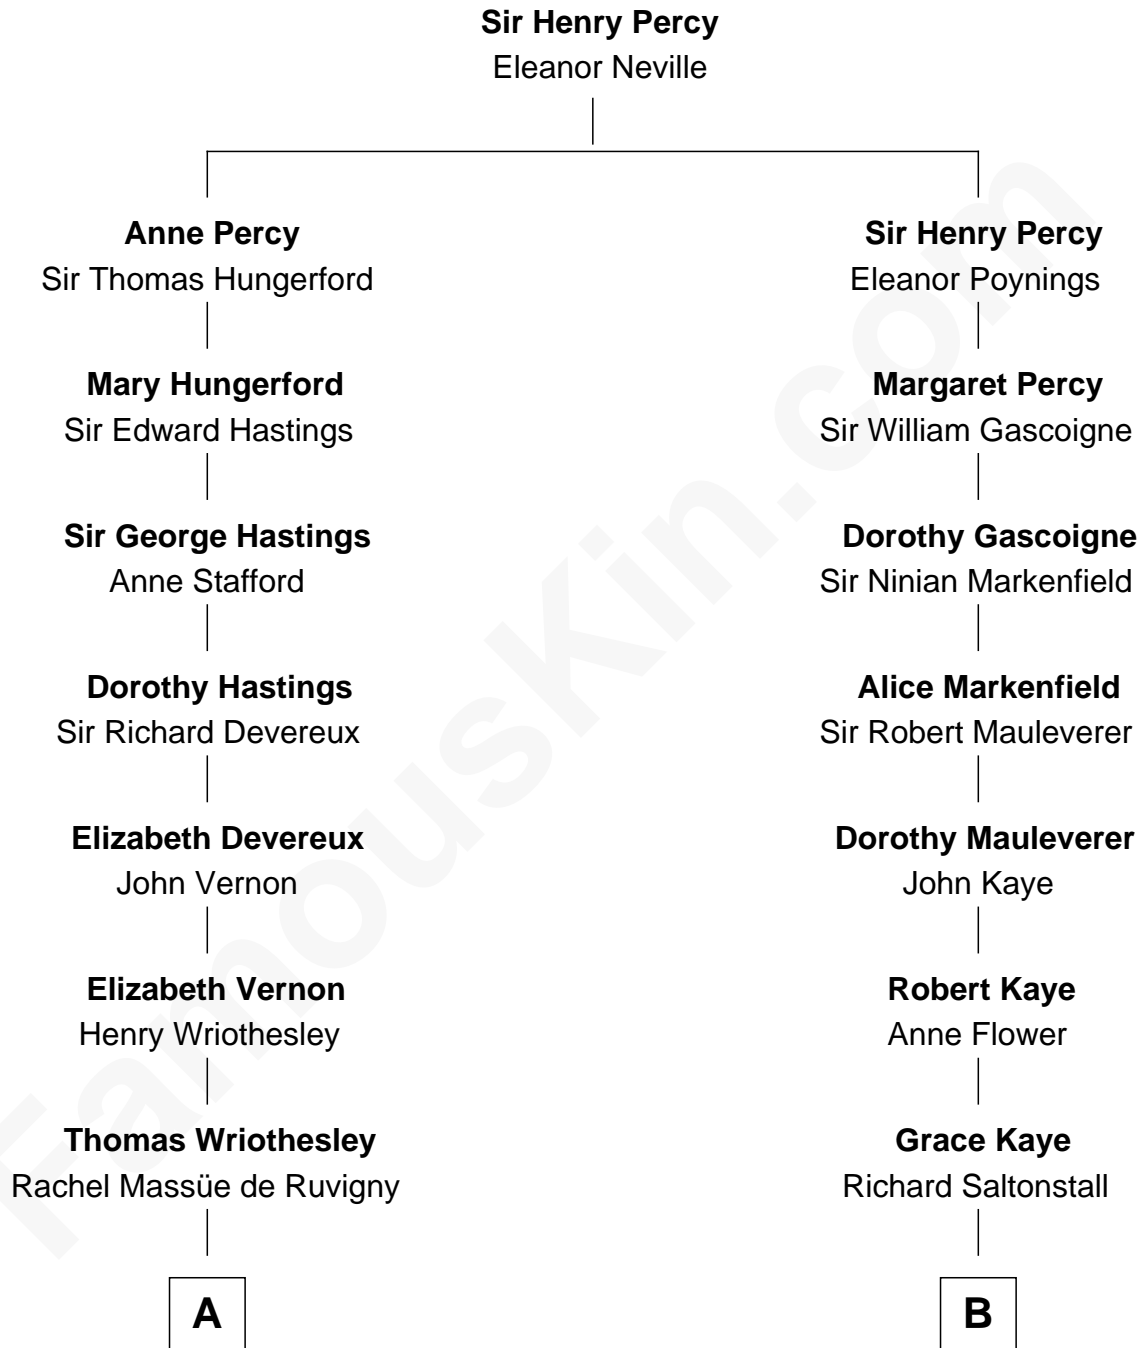 Sir Henry Percy
Eleanor Neville
Anne Percy
Sir Thomas Hungerford
Sir Henry Percy
Eleanor Poynings
Mary Hungerford
Sir Edward Hastings
Margaret Percy
Sir William Gascoigne
Sir George Hastings
Anne Stafford
Dorothy Gascoigne
Sir Ninian Markenfield
Dorothy Hastings
Sir Richard Devereux
Alice Markenfield
Sir Robert Mauleverer
Elizabeth Devereux
John Vernon
Dorothy Mauleverer
John Kaye
Elizabeth Vernon
Henry Wriothesley
Robert Kaye
Anne Flower
Thomas Wriothesley
Rachel Massüe de Ruvigny
Grace Kaye
Richard Saltonstall
A
B
FamousKin.com